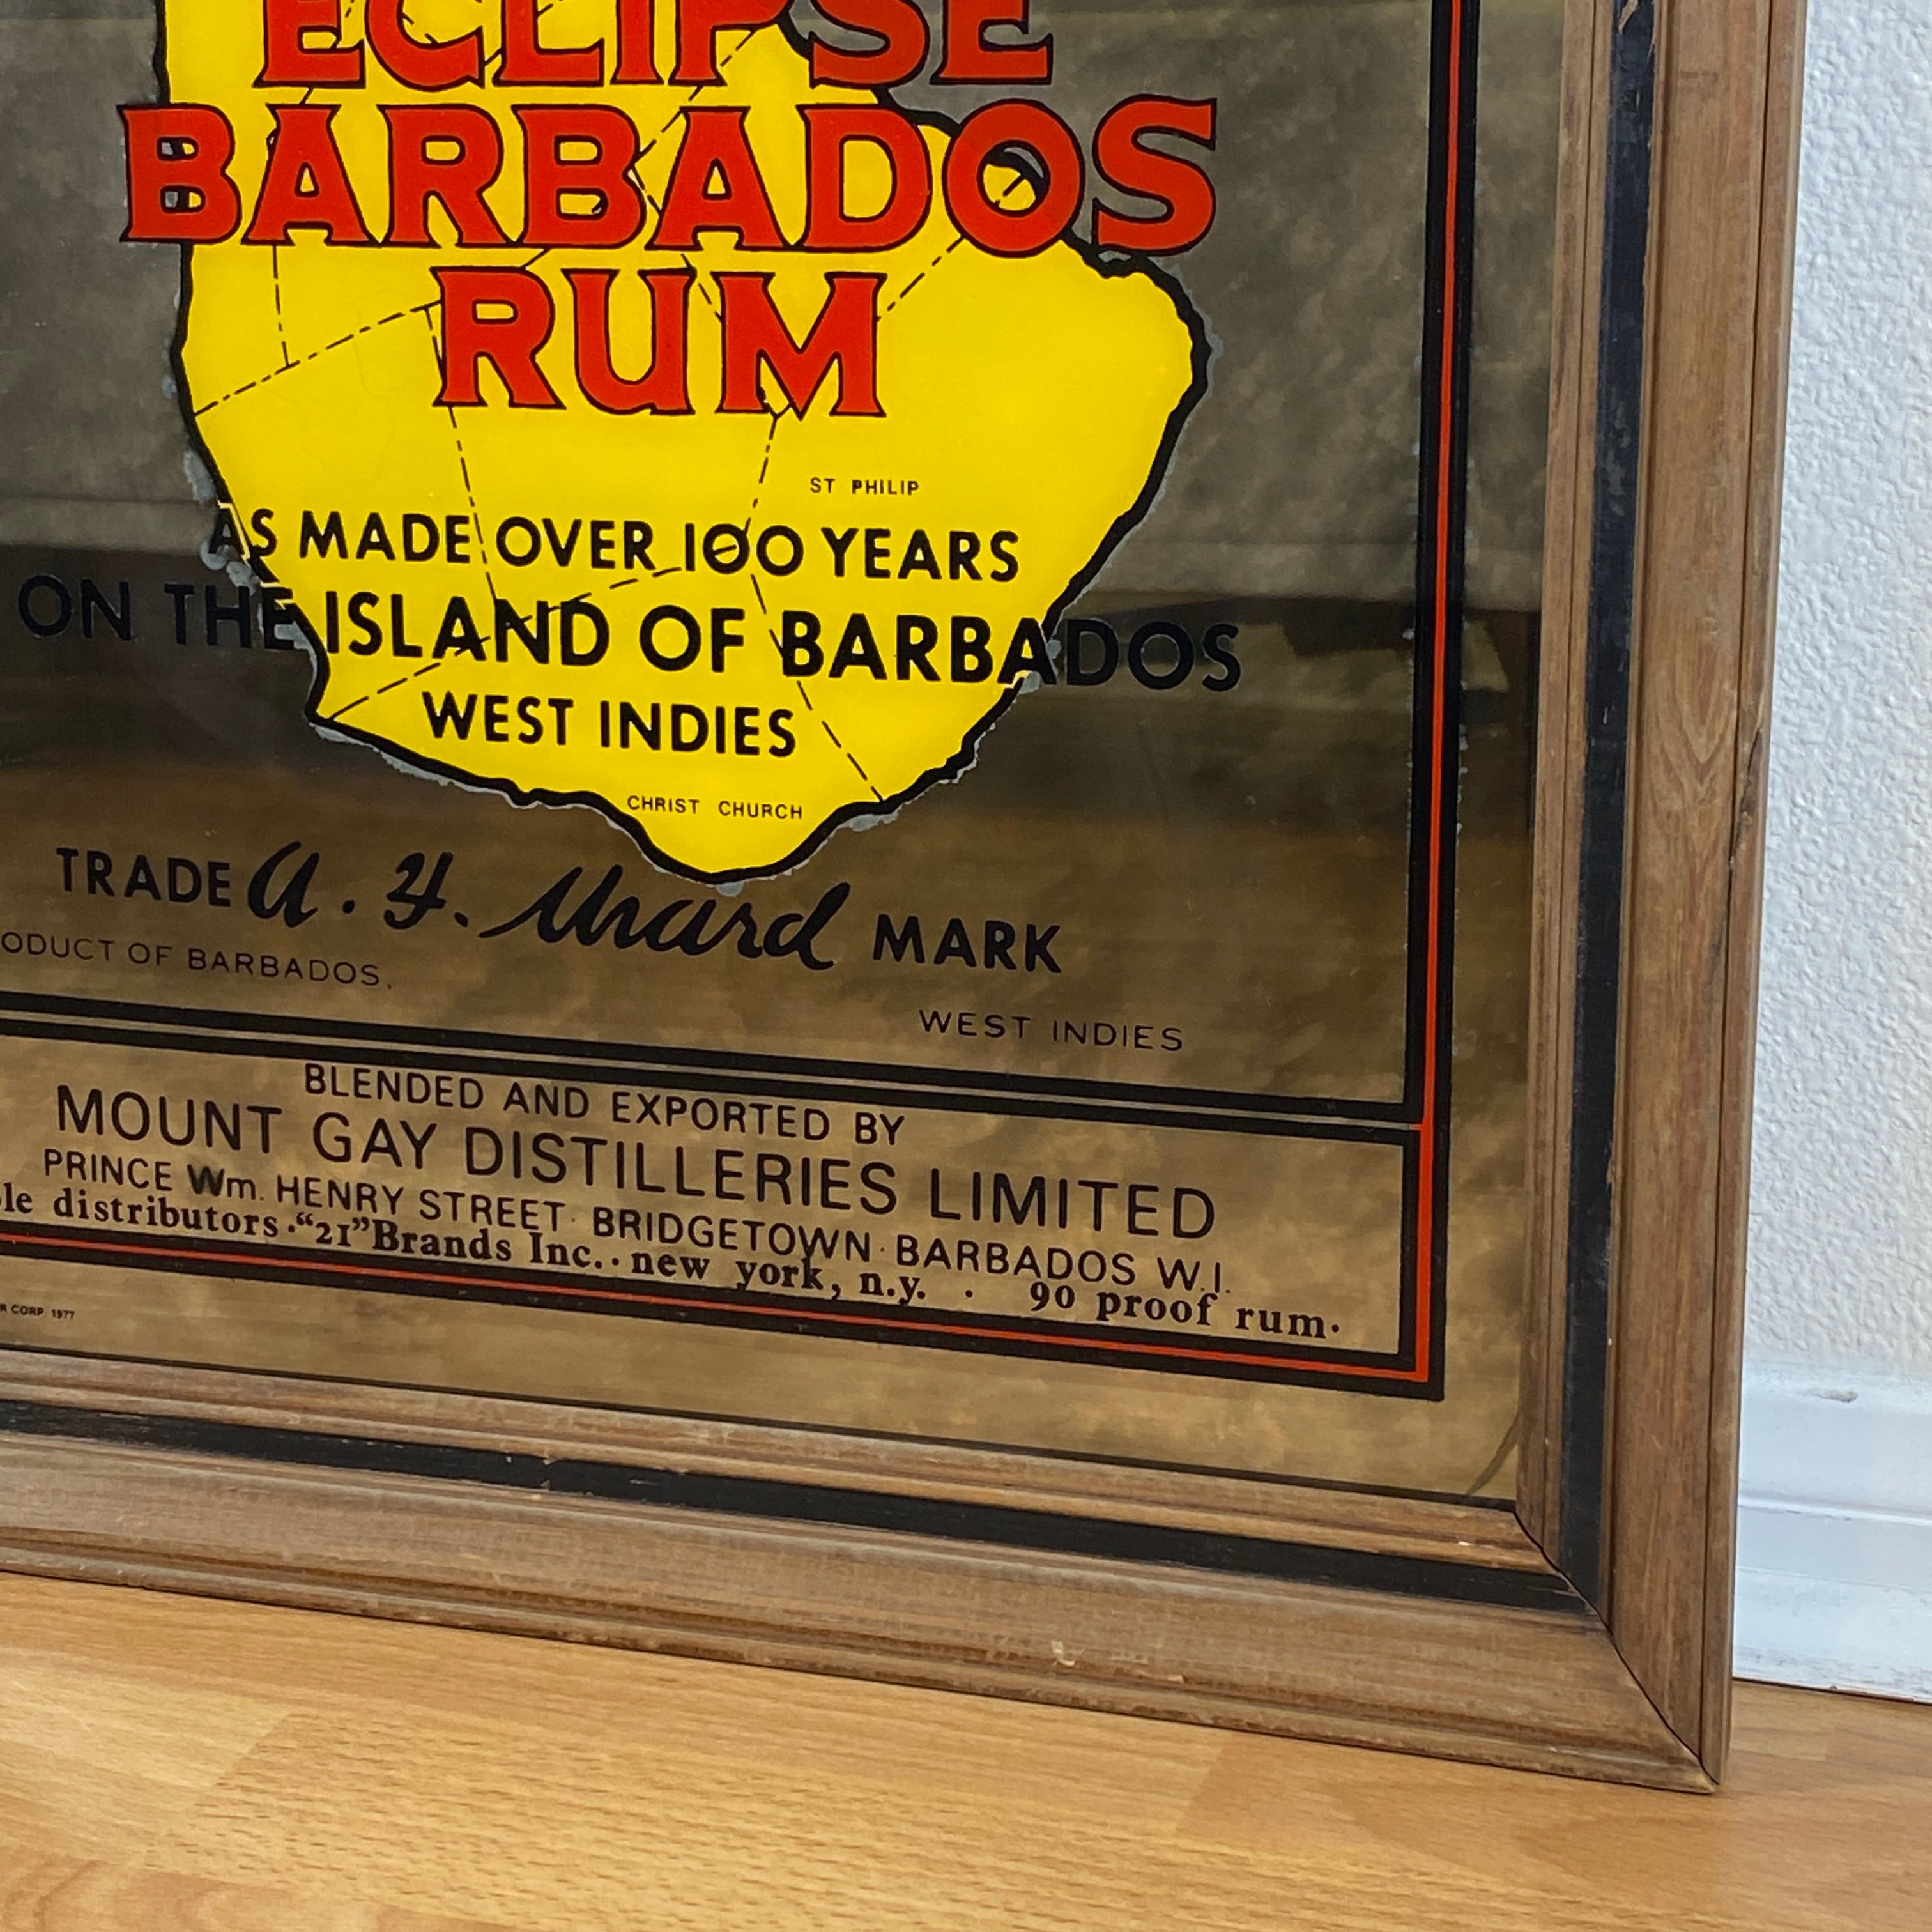 ECLIPSE
BARBADOS
RUM
ST PHILIP
AS MADE OVER 100 YEARS
ON THE ISLAND OF BARBADOS
WEST INDIES
CHRIST CHURCH
TRADE A. F. Ward MARK
ODUCT OF BARBADOS.
WEST INDIES
BLENDED AND EXPORTED BY
MOUNT GAY DISTILLERIES LIMITED
PRINCE Wm. HENRY STREET · BRIDGETOWN · BARBADOS W.I.
le distributors · "21" Brands Inc. · new york, n.y. · 90 proof rum ·
R CORP. 1977